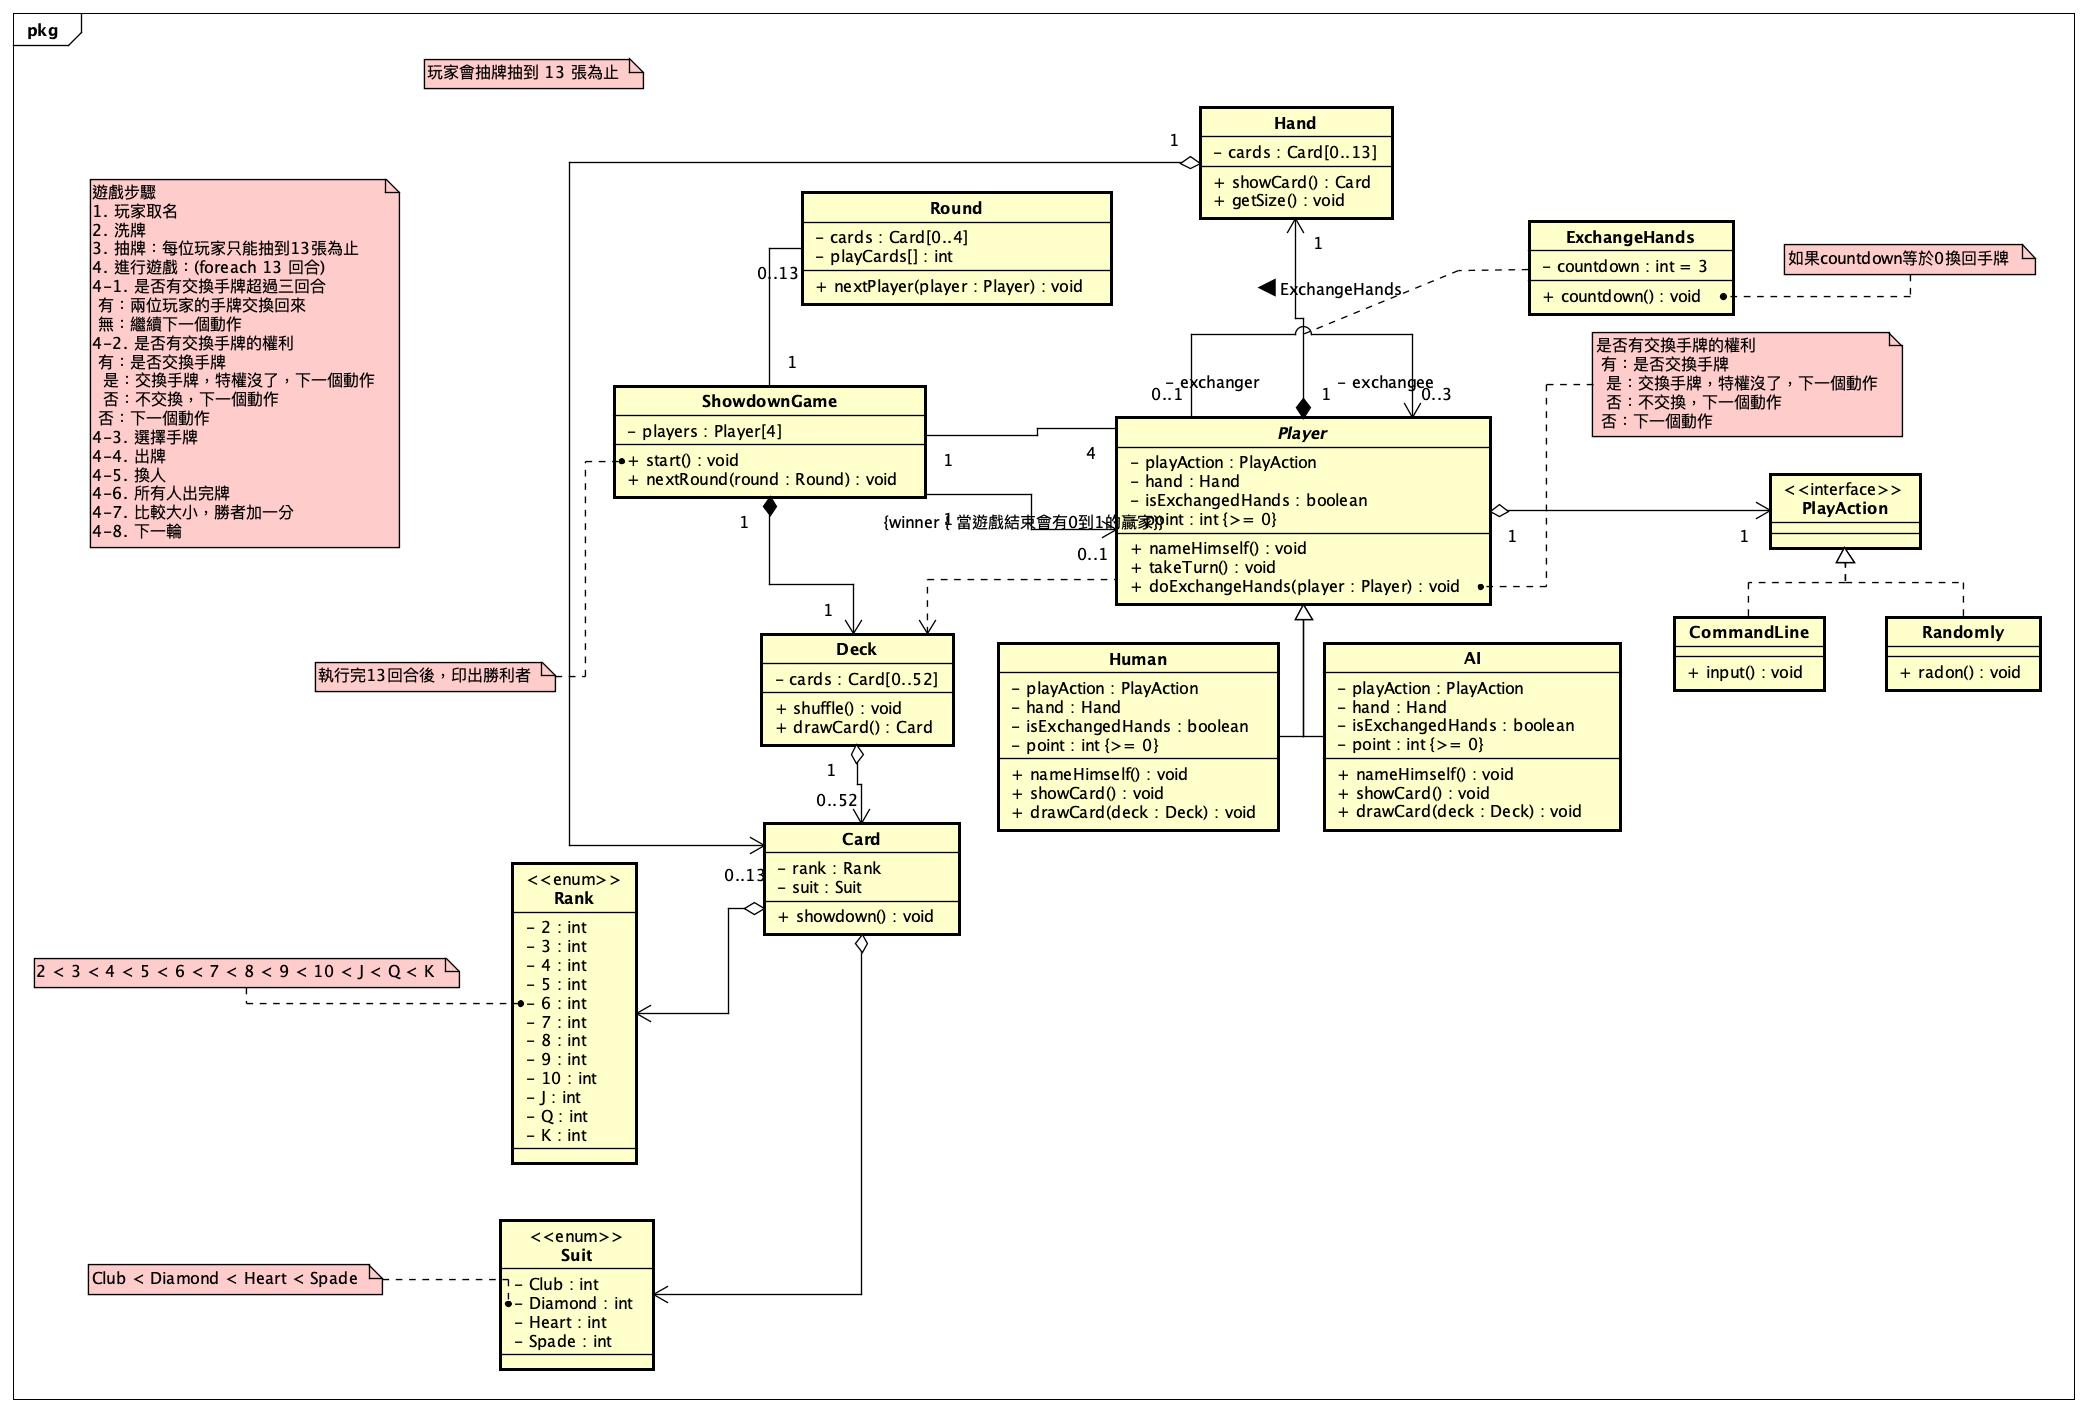 pkg
玩家會抽牌抽到 13 張為止
遊戲步驟
1. 玩家取名
2. 洗牌
3. 抽牌：每位玩家只能抽到13張為止
4. 進行遊戲：(foreach 13 回合)
4-1. 是否有交換手牌超過三回合
有：兩位玩家的手牌交換回來
無：繼續下一個動作
4-2. 是否有交換手牌的權利
有：是否交換手牌
是：交換手牌，特權沒了，下一個動作
否：不交換，下一個動作
否：下一個動作
4-3. 選擇手牌
4-4. 出牌
4-5. 換人
4-6. 所有人出完牌
4-7. 比較大小，勝者加一分
4-8. 下一輪
Hand
- cards : Card[0..13]
+ showCard() : Card
+ getSize() : void
1
1
Round
- cards : Card[0..4]
- playCards[] : int
+ nextPlayer(player : Player) : void
0..13
1
ExchangeHands
- countdown : int = 3
+ countdown() : void
如果countdown等於0換回手牌
ExchangeHands
- exchanger
0..1
1
- exchangee
0..3
是否有交換手牌的權利
有：是否交換手牌
是：交換手牌，特權沒了，下一個動作
否：不交換，下一個動作
否：下一個動作
ShowdownGame
- players : Player[4]
+ start() : void
+ nextRound(round : Round) : void
1
4
1
1
{winner { 當遊戲結束會有0到1的贏家}}
0..1
Player
- playAction : PlayAction
- hand : Hand
- isExchangedHands : boolean
- point : int {>= 0}
+ nameHimself() : void
+ takeTurn() : void
+ doExchangeHands(player : Player) : void
1
1
<<interface>>
PlayAction
CommandLine
+ input() : void
Randomly
+ radon() : void
執行完13回合後，印出勝利者
1
Deck
- cards : Card[0..52]
+ shuffle() : void
+ drawCard() : Card
1
0..52
Human
- playAction : PlayAction
- hand : Hand
- isExchangedHands : boolean
- point : int {>= 0}
+ nameHimself() : void
+ showCard() : void
+ drawCard(deck : Deck) : void
AI
- playAction : PlayAction
- hand : Hand
- isExchangedHands : boolean
- point : int {>= 0}
+ nameHimself() : void
+ showCard() : void
+ drawCard(deck : Deck) : void
Card
- rank : Rank
- suit : Suit
+ showdown() : void
0..13
<<enum>>
Rank
- 2 : int
- 3 : int
- 4 : int
- 5 : int
- 6 : int
- 7 : int
- 8 : int
- 9 : int
- 10 : int
- J : int
- Q : int
- K : int
2 < 3 < 4 < 5 < 6 < 7 < 8 < 9 < 10 < J < Q < K
<<enum>>
Suit
- Club : int
- Diamond : int
- Heart : int
- Spade : int
Club < Diamond < Heart < Spade